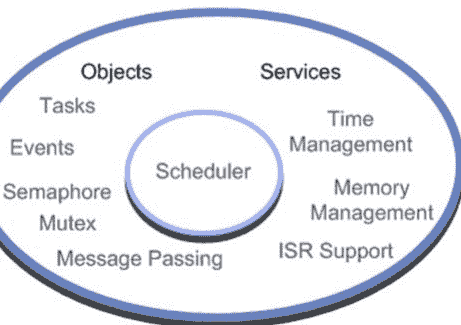 Objects
Services
Tasks
Events
Semaphore
Mutex
Message Passing
Scheduler
Time
Management
Memory
Management
ISR Support